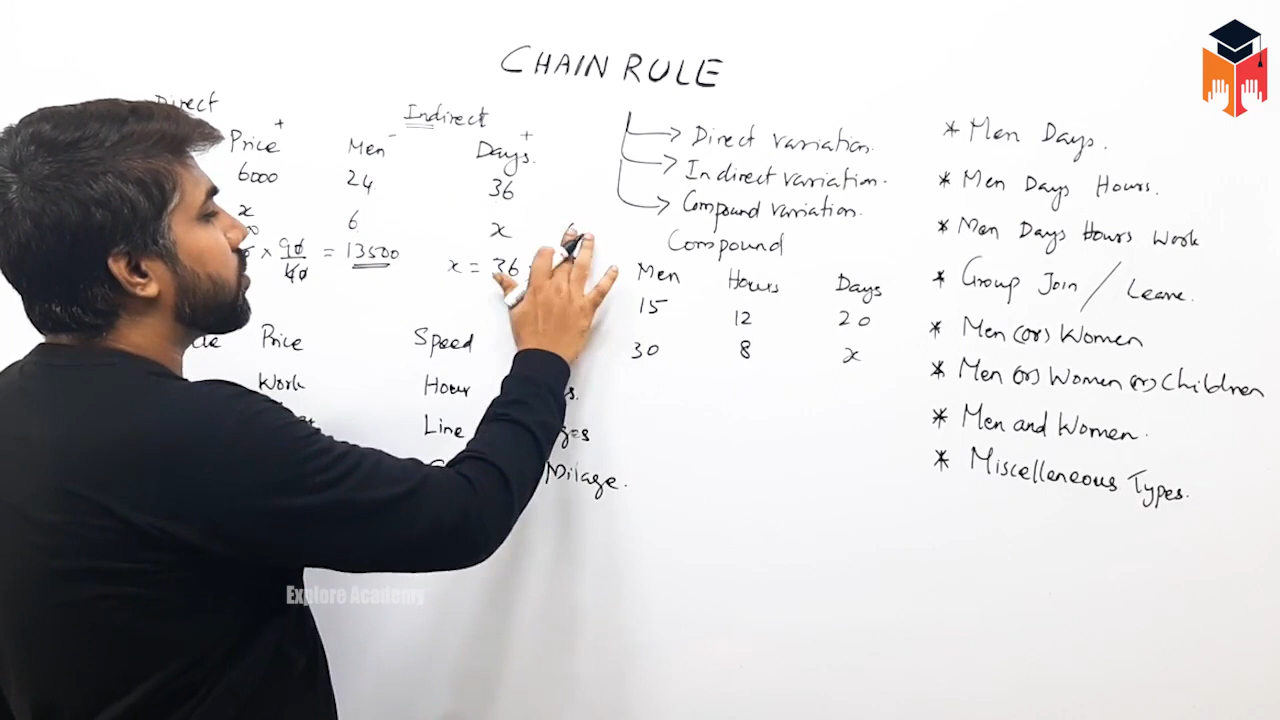 CHAIN RULE
Direct
Price +
6000
x
× 90/40 = 13500
Price
Work
Indirect
Men - Days. +
24 36
6 x
x = 36
Speed
Hour
Line
Milage.
Direct variation.
Indirect variation.
Compound variation.
Compound
Men Hours Days
15 12 20
30 8 x
* Men Days.
* Men Days Hours.
* Men Days Hours Work
* Group Join / Leave.
* Men (or) Women
* Men (or) Women (or) Children
* Men and Women.
* Miscellaneous Types.
Explore Academy